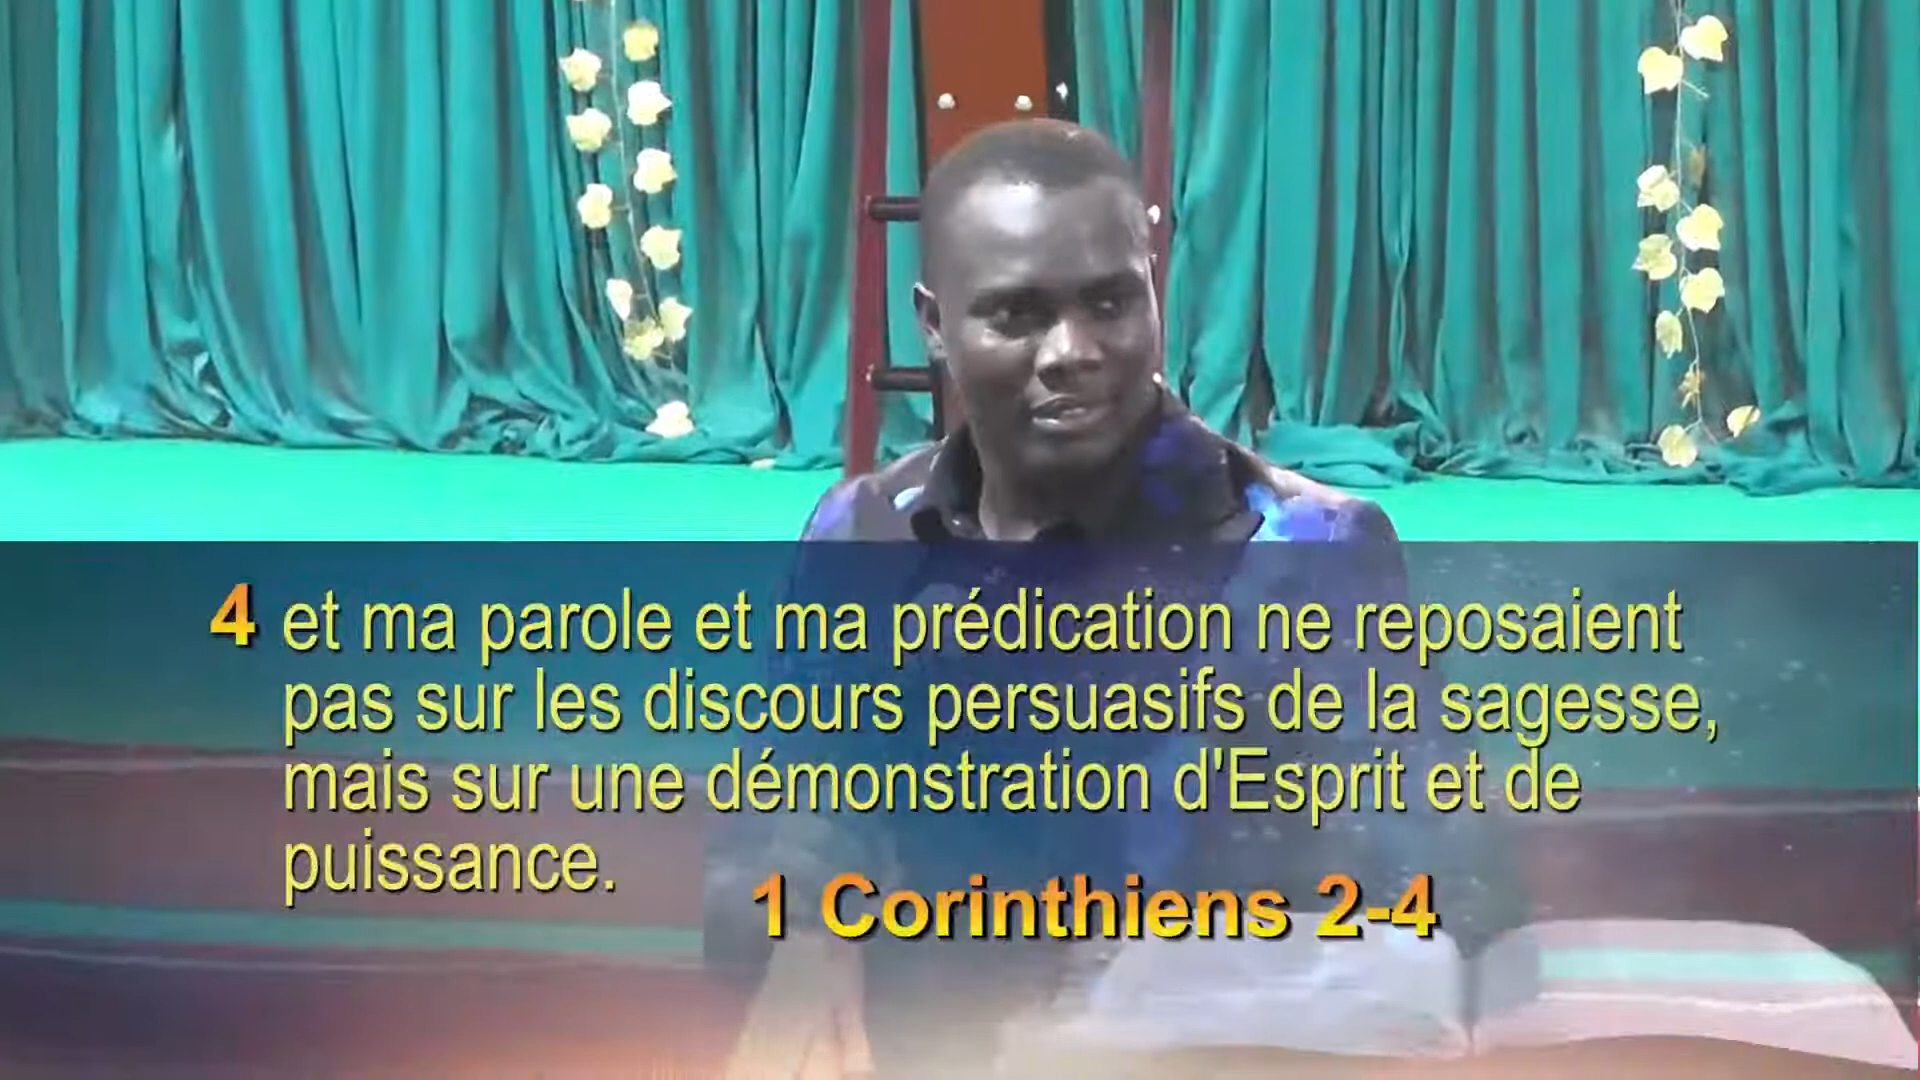 4 et ma parole et ma prédication ne reposaient
pas sur les discours persuasifs de la sagesse,
mais sur une démonstration d'Esprit et de
puissance.
1 Corinthiens 2-4